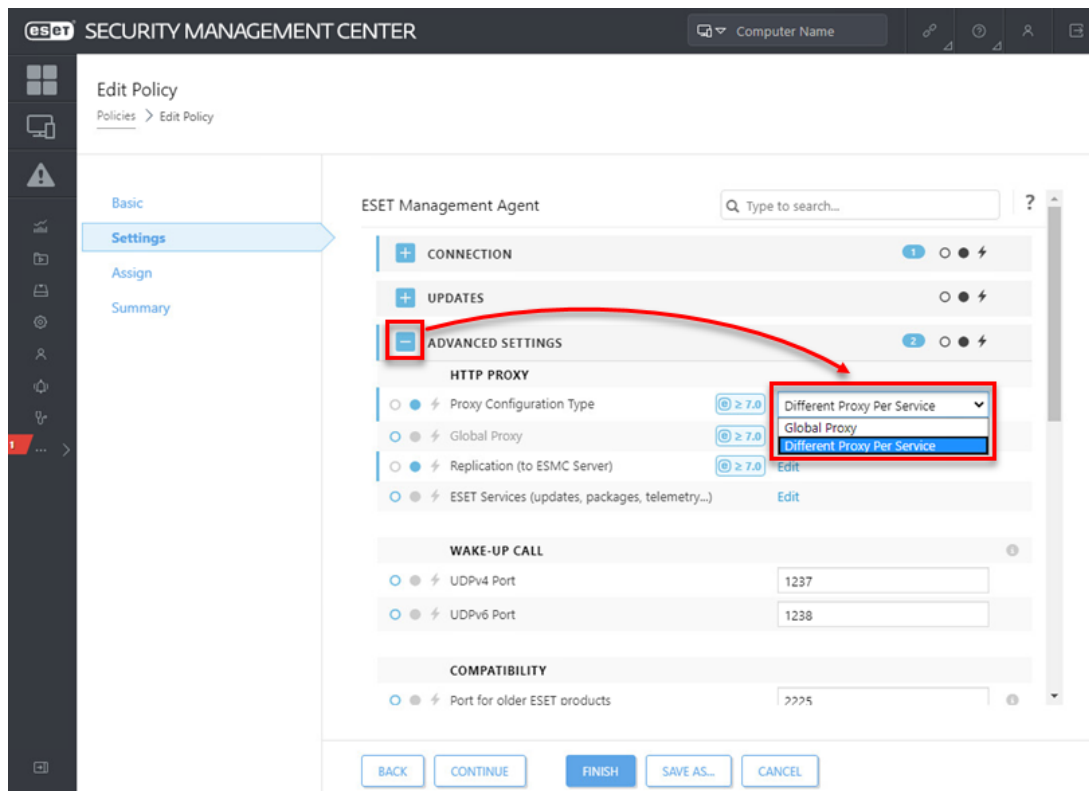 eset SECURITY MANAGEMENT CENTER
Computer Name
Edit Policy
Policies > Edit Policy
Basic
Settings
Assign
Summary
ESET Management Agent
Type to search...
?
CONNECTION
1
UPDATES
ADVANCED SETTINGS
2
HTTP PROXY
Proxy Configuration Type
≥ 7.0
Different Proxy Per Service
Global Proxy
Different Proxy Per Service
Global Proxy
≥ 7.0
Replication (to ESMC Server)
≥ 7.0
Edit
ESET Services (updates, packages, telemetry...)
Edit
WAKE-UP CALL
UDPv4 Port
1237
UDPv6 Port
1238
COMPATIBILITY
Port for older ESET products
2225
1
...
BACK
CONTINUE
FINISH
SAVE AS...
CANCEL